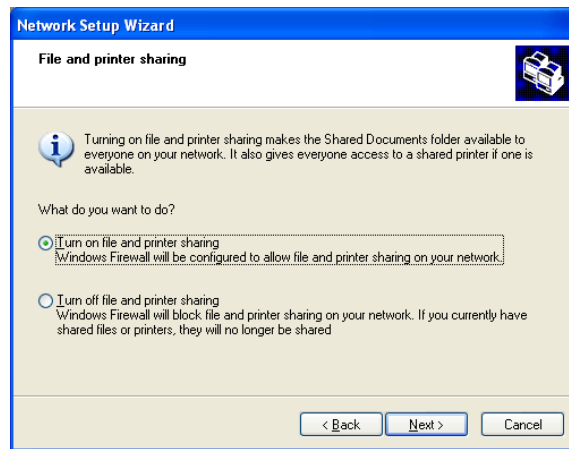 Network Setup Wizard
File and printer sharing
Turning on file and printer sharing makes the Shared Documents folder available to
everyone on your network. It also gives everyone access to a shared printer if one is
available.
What do you want to do?
Turn on file and printer sharing
Windows Firewall will be configured to allow file and printer sharing on your network.
Turn off file and printer sharing
Windows Firewall will block file and printer sharing on your network. If you currently have
shared files or printers, they will no longer be shared
< Back
Next >
Cancel